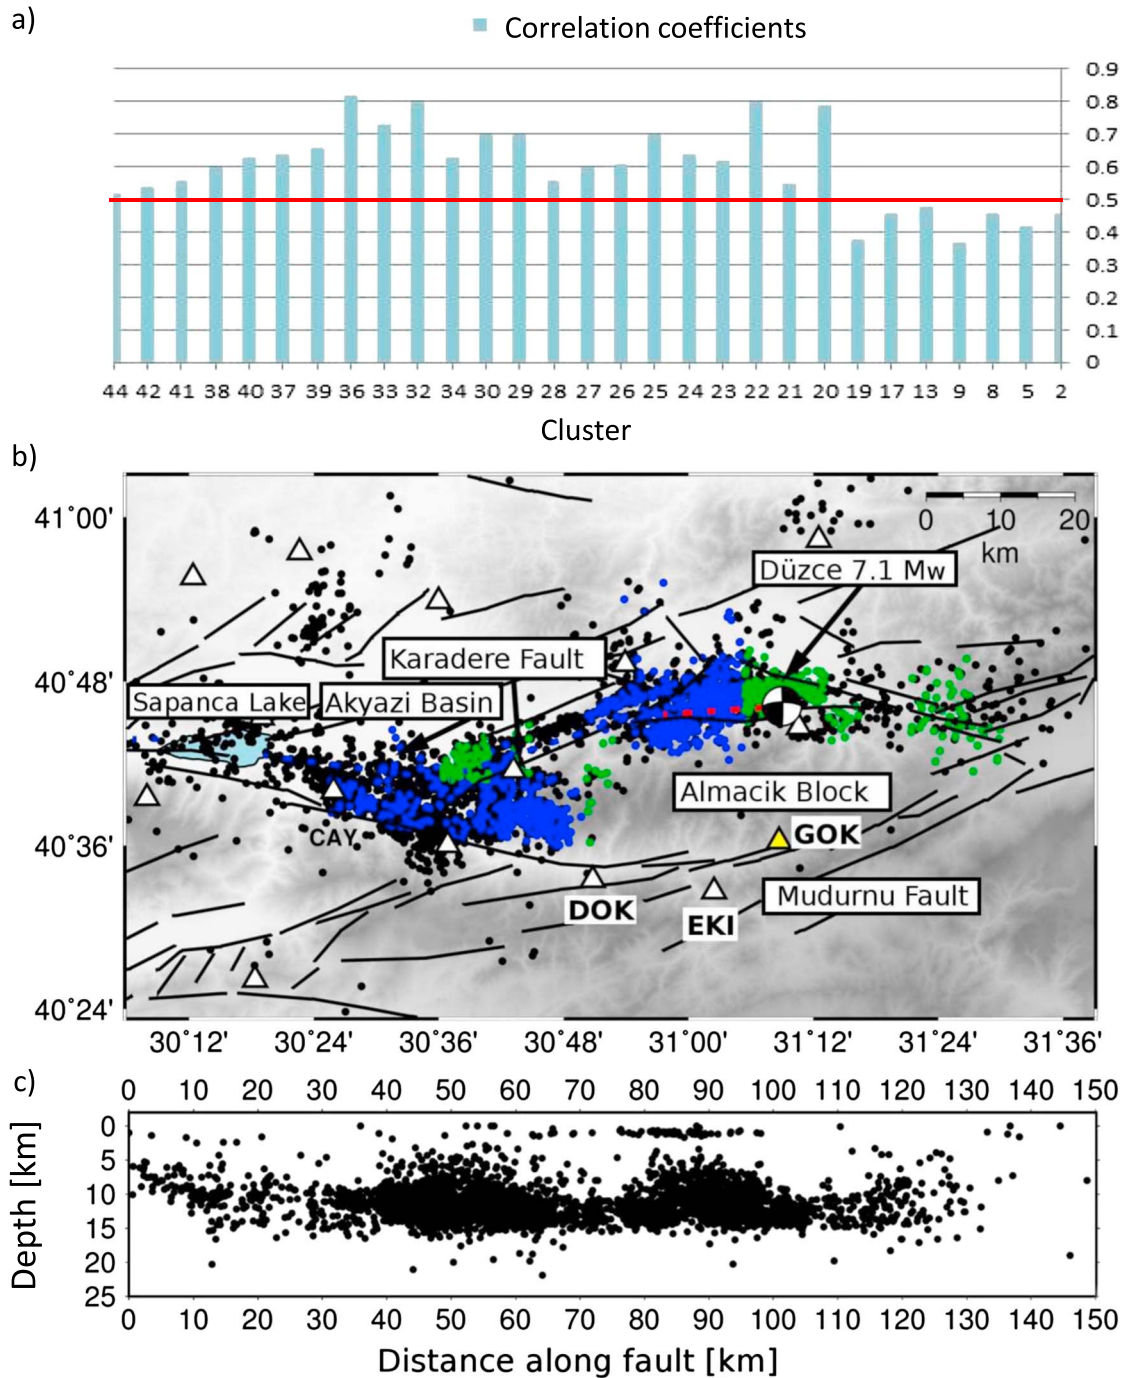 a)
Correlation coefficients
0.9
0.8
0.7
0.6
0.5
0.4
0.3
0.2
0.1
0
44 42 41 38 40 37 39 36 33 32 34 30 29 28 27 26 25 24 23 22 21 20 19 17 13 9 8 5 2
Cluster
b)
41°00'
0 10 20
km
Düzce 7.1 Mw
Karadere Fault
40°48'
Sapanca Lake
Akyazi Basin
Almacik Block
CAY
GOK
40°36'
Mudurnu Fault
DOK
EKI
40°24'
30°12' 30°24' 30°36' 30°48' 31°00' 31°12' 31°24' 31°36'
c)
0 10 20 30 40 50 60 70 80 90 100 110 120 130 140 150
Depth [km]
0
5
10
15
20
25
0 10 20 30 40 50 60 70 80 90 100 110 120 130 140 150
Distance along fault [km]